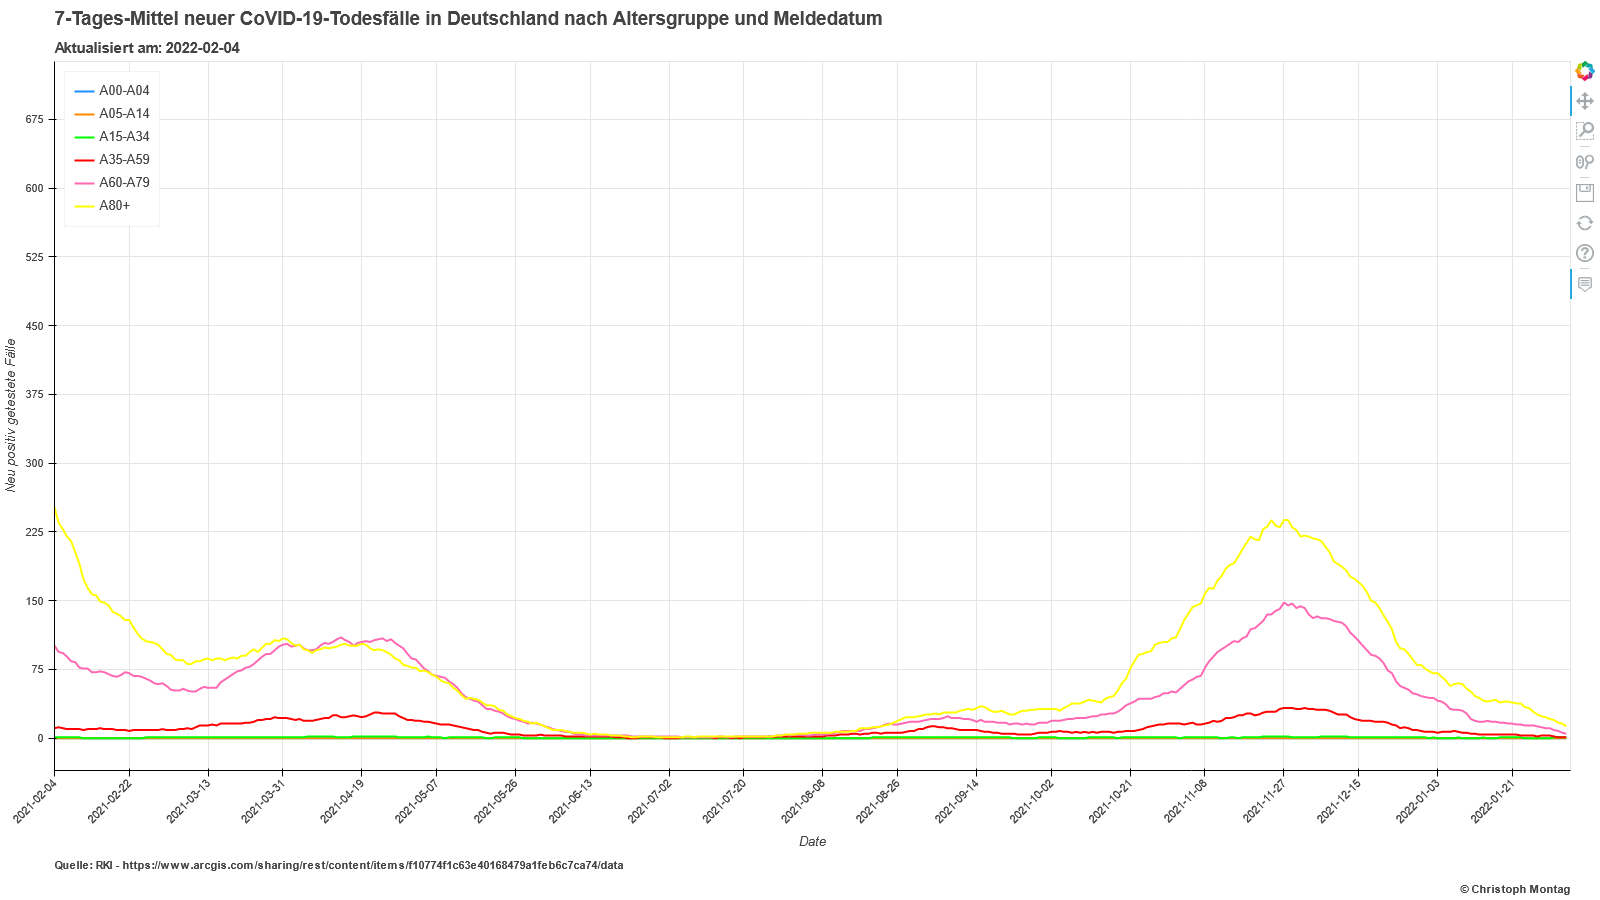 7-Tages-Mittel neuer CoVID-19-Todesfälle in Deutschland nach Altersgruppe und Meldedatum
Aktualisiert am: 2022-02-04
A00-A04
A05-A14
A15-A34
A35-A59
A60-A79
A80+
675
600
525
450
375
300
225
150
75
0
Neu positiv getestete Fälle
2021-02-04
2021-02-22
2021-03-13
2021-03-31
2021-04-19
2021-05-07
2021-05-26
2021-06-13
2021-07-02
2021-07-20
2021-08-08
2021-08-26
2021-09-14
2021-10-02
2021-10-21
2021-11-08
2021-11-27
2021-12-15
2022-01-03
2022-01-21
Date
Quelle: RKI - https://www.arcgis.com/sharing/rest/content/items/f10774f1c63e40168479a1feb6c7ca74/data
© Christoph Montag